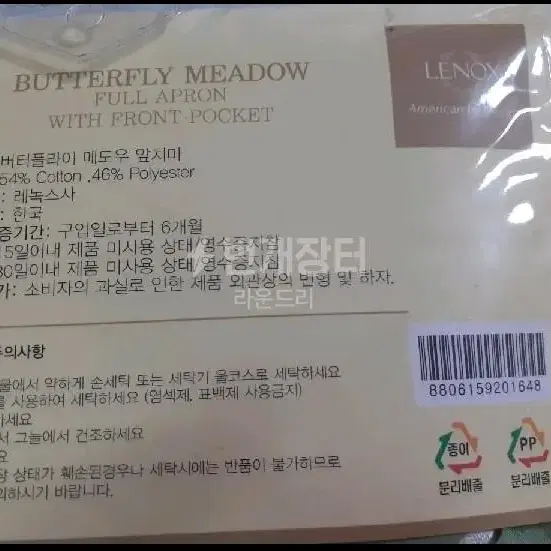 BUTTERFLY MEADOW
FULL APRON
WITH FRONT POCKET
LENOX
American
버터플라이 메도우 앞치마
54% Cotton .46% Polyester
: 레녹스사
: 한국
증기간: 구입일로부터 6개월
15일이내 제품 미사용 상태/영수증지참
30일이내 제품 미사용 상태/영수증지참
가: 소비자의 과실로 인한 제품 외관상의 변형 및 하자.
번개장터
라운드리
주의사항
물에서 약하게 손세탁 또는 세탁기 울코스로 세탁하세요
를 사용하여 세탁하세요 (염색제, 표백제 사용금지)
하세요
서 그늘에서 건조하세요
요
장 상태가 훼손된경우나 세탁시에는 반품이 불가하므로
의하시기 바랍니다.
8806159201648
종이
분리배출
PP
분리배출